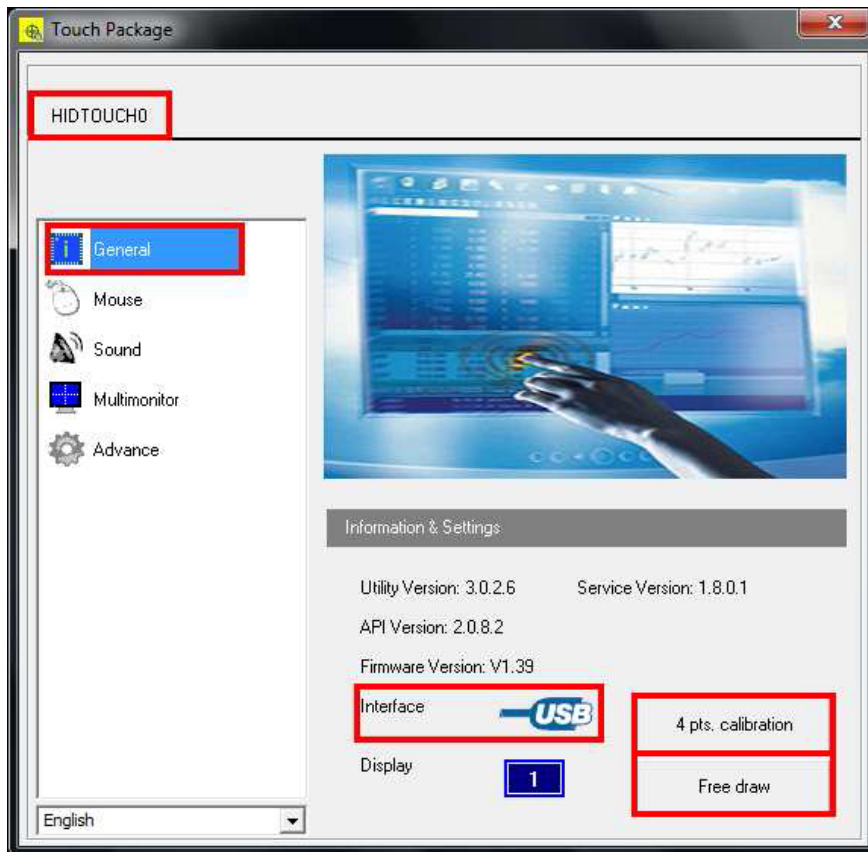 Touch Package
HIDTOUCH0
General
Mouse
Sound
Multimonitor
Advance
Information & Settings
Utility Version: 3.0.2.6 Service Version: 1.8.0.1
API Version: 2.0.8.2
Firmware Version: V1.39
Interface USB
4 pts. calibration
Display 1
Free draw
English